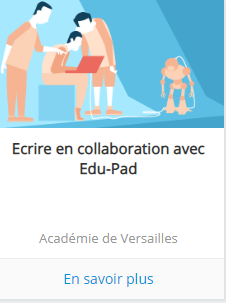 Ecrire en collaboration avec
Edu-Pad
Académie de Versailles
En savoir plus